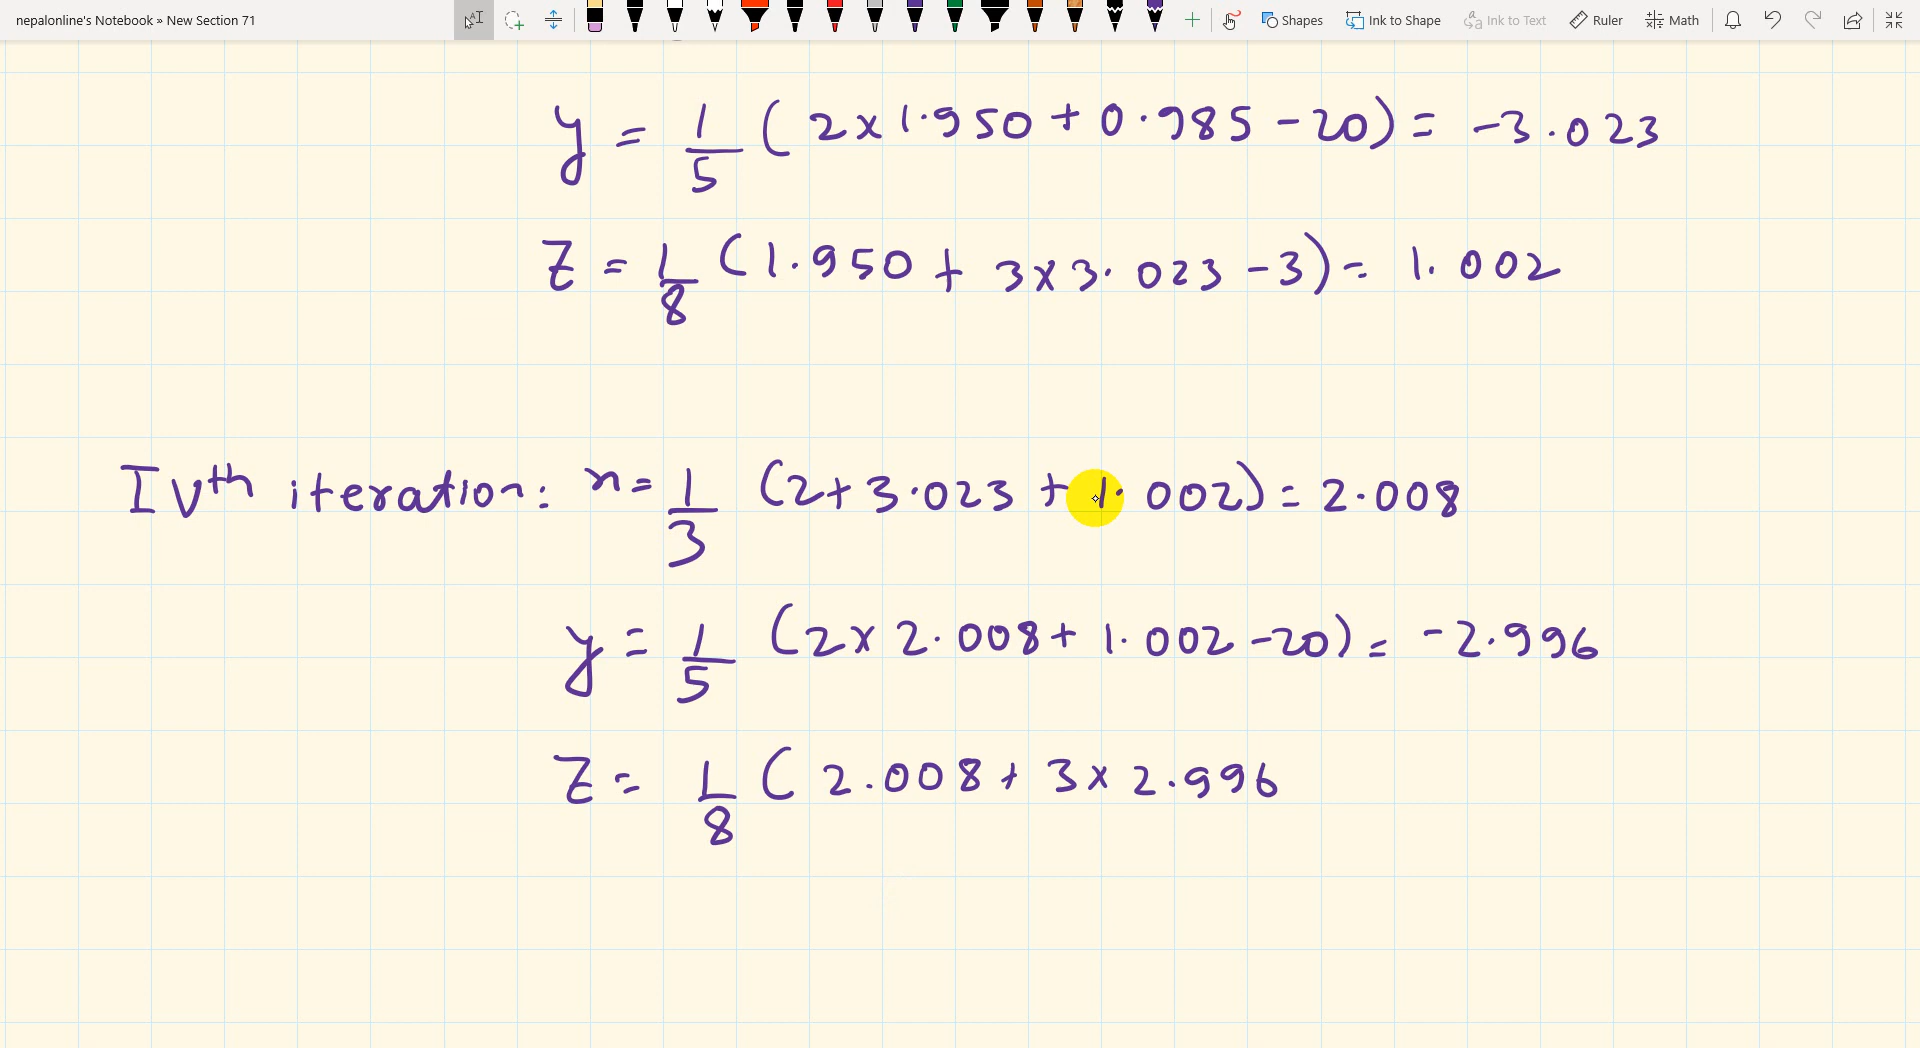 nepalonline's Notebook » New Section 71
Shapes Ink to Shape Ink to Text Ruler Math
y = 1/5 (2x1.950 + 0.985 - 20) = -3.023
Z = 1/8 (1.950 + 3x3.023 - 3) = 1.002
IVth iteration: x = 1/3 (2+3.023 + 1.002) = 2.008
y = 1/5 (2x 2.008 + 1.002 - 20) = -2.996
Z = 1/8 ( 2.008 + 3 x 2.996